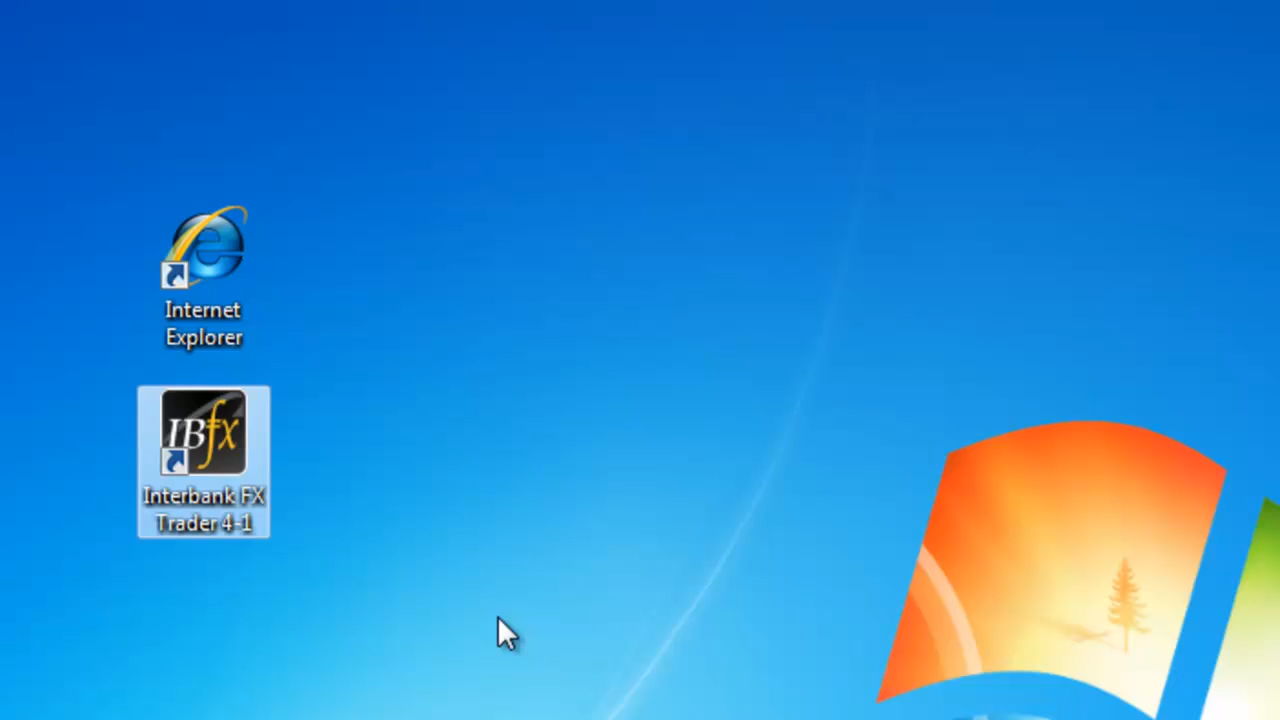 Internet
Explorer
IBFX
Interbank FX
Trader 4-1